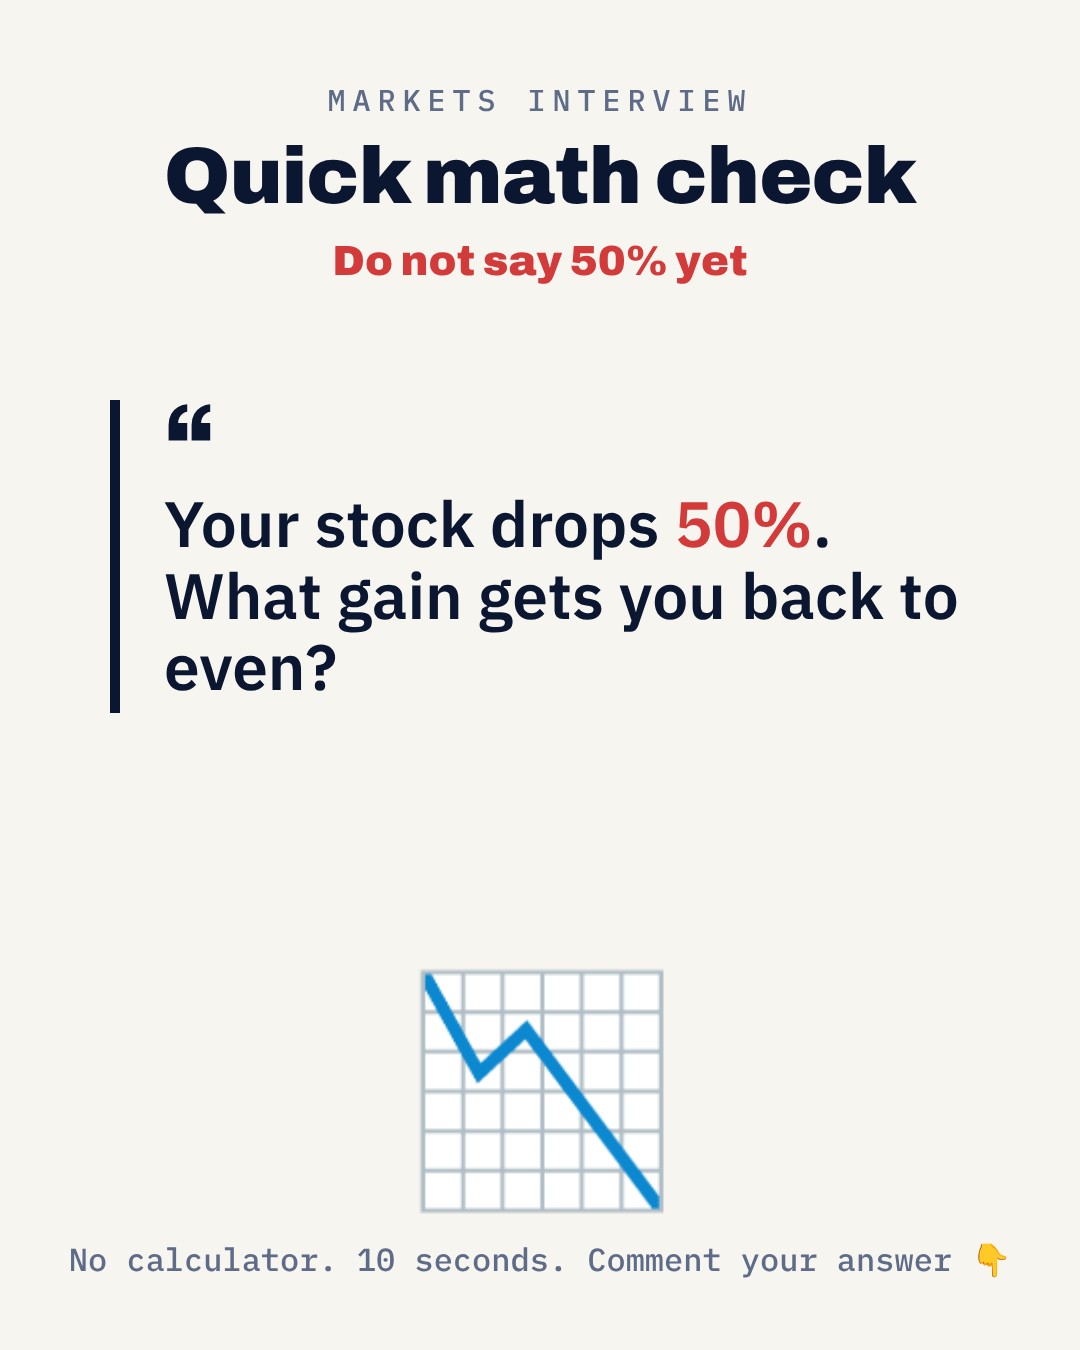 MARKETS INTERVIEW
Quick math check
Do not say 50% yet
“
Your stock drops 50%.
What gain gets you back to
even?
No calculator. 10 seconds. Comment your answer 👇